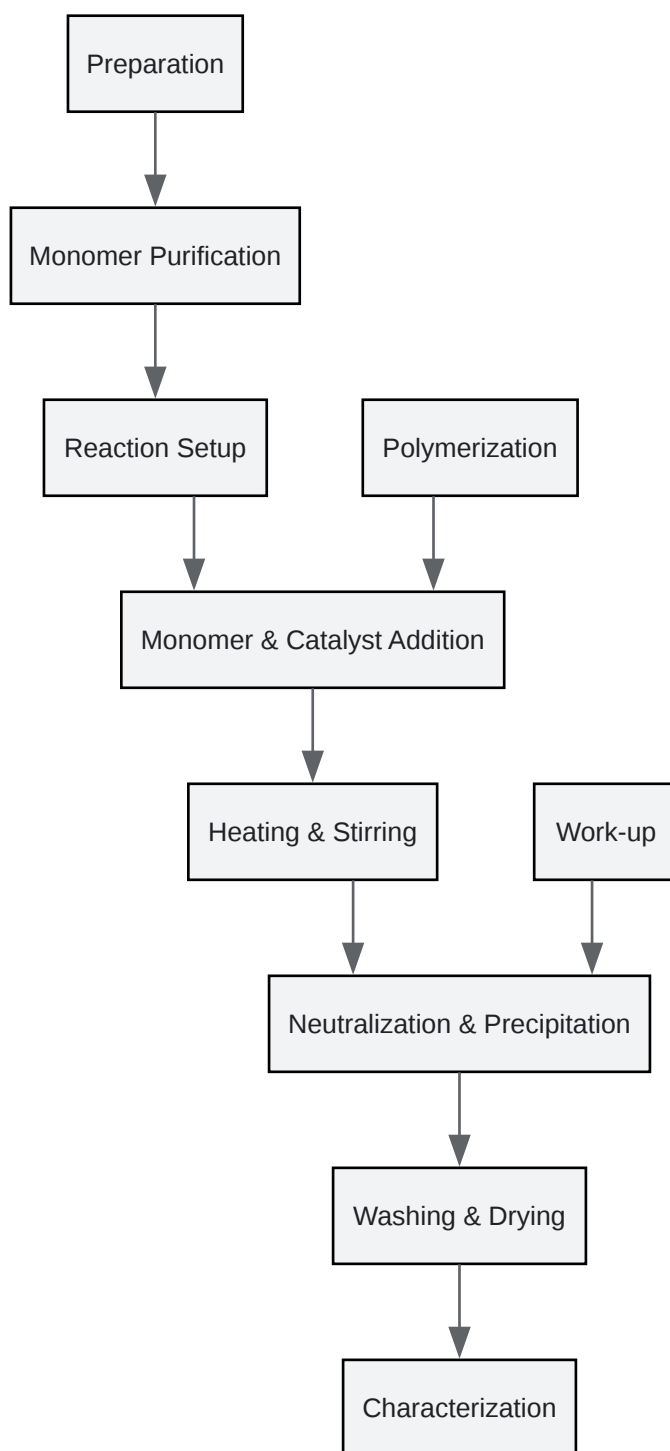 Preparation
Monomer Purification
Reaction Setup
Polymerization
Monomer & Catalyst Addition
Heating & Stirring
Work-up
Neutralization & Precipitation
Washing & Drying
Characterization